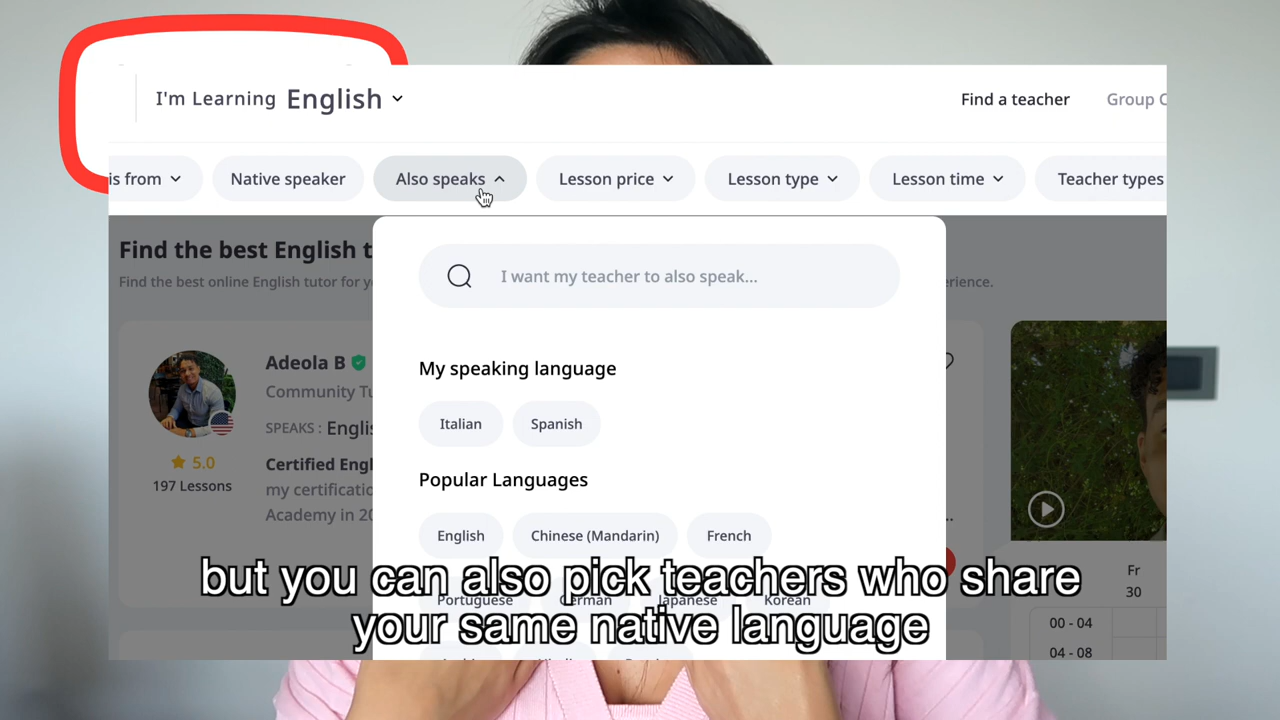 I'm Learning English
Find a teacher
Group C
is from
Native speaker
Also speaks
Lesson price
Lesson type
Lesson time
Teacher types
Find the best English t
Find the best online English tutor for y
erience.
I want my teacher to also speak...
Adeola B
Community Tu
SPEAKS : Englis
5.0
197 Lessons
Certified Engl
my certificatio
Academy in 20
My speaking language
Italian
Spanish
Popular Languages
English
Chinese (Mandarin)
French
Portuguese
German
Japanese
Korean
Fr
30
00 - 04
04 - 08
but you can also pick teachers who share
your same native language